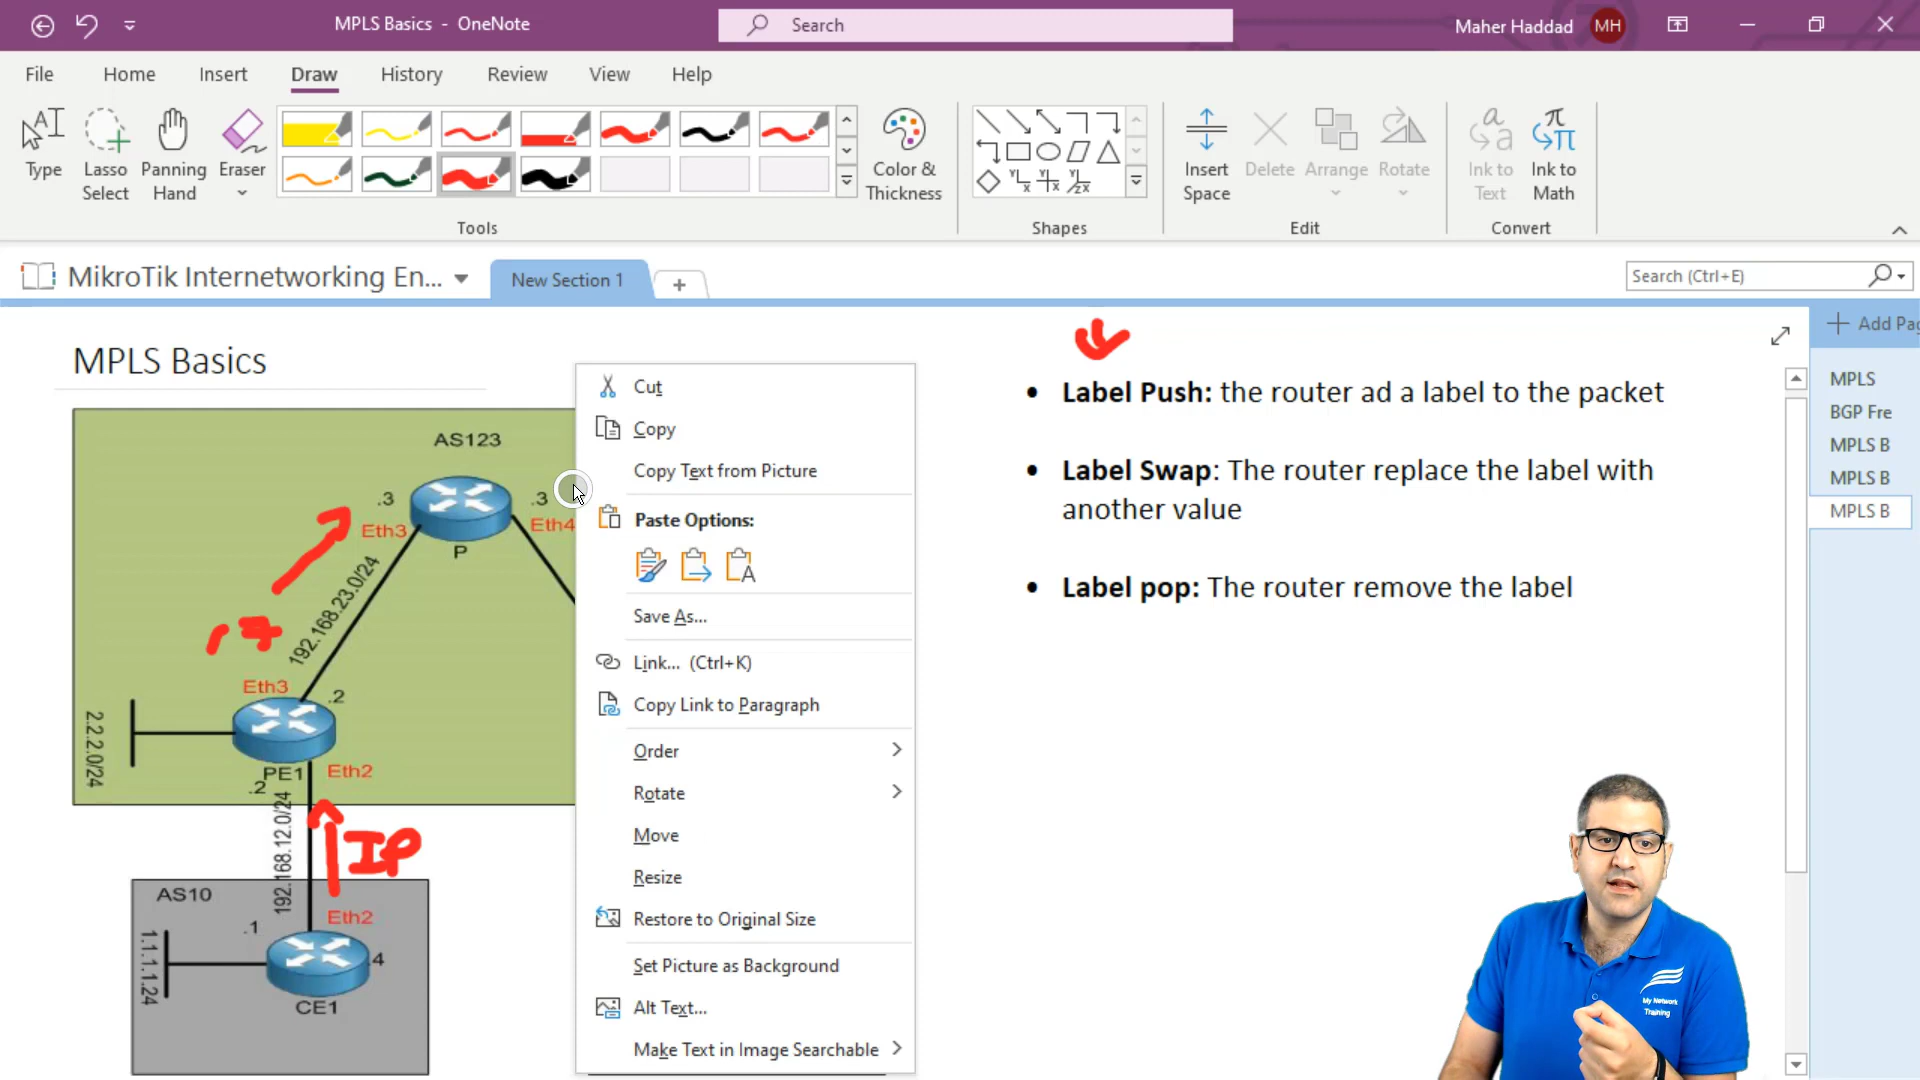 MPLS Basics - OneNote
Search
Maher Haddad
MH
File
Home
Insert
Draw
History
Review
View
Help
Type
Lasso
Select
Panning
Hand
Eraser
Color &
Thickness
Insert
Space
Delete
Arrange
Rotate
Ink to
Text
Ink to
Math
Tools
Shapes
Edit
Convert
MikroTik Internetworking En...
New Section 1
Search (Ctrl+E)
Add Pag
MPLS
BGP Fre
MPLS B
MPLS B
MPLS B
MPLS Basics
AS123
.3
.3
Eth3
Eth4
P
192.168.23.0/24
17
Eth3
.2
2.2.2.0/24
PE1
Eth2
.2
192.168.12.0/24
IP
AS10
Eth2
.1
1.1.1.1.24
.4
CE1
Cut
Copy
Copy Text from Picture
Paste Options:
Save As...
Link... (Ctrl+K)
Copy Link to Paragraph
Order
Rotate
Move
Resize
Restore to Original Size
Set Picture as Background
Alt Text...
Make Text in Image Searchable
• Label Push: the router ad a label to the packet
• Label Swap: The router replace the label with
another value
• Label pop: The router remove the label
My Network
Training